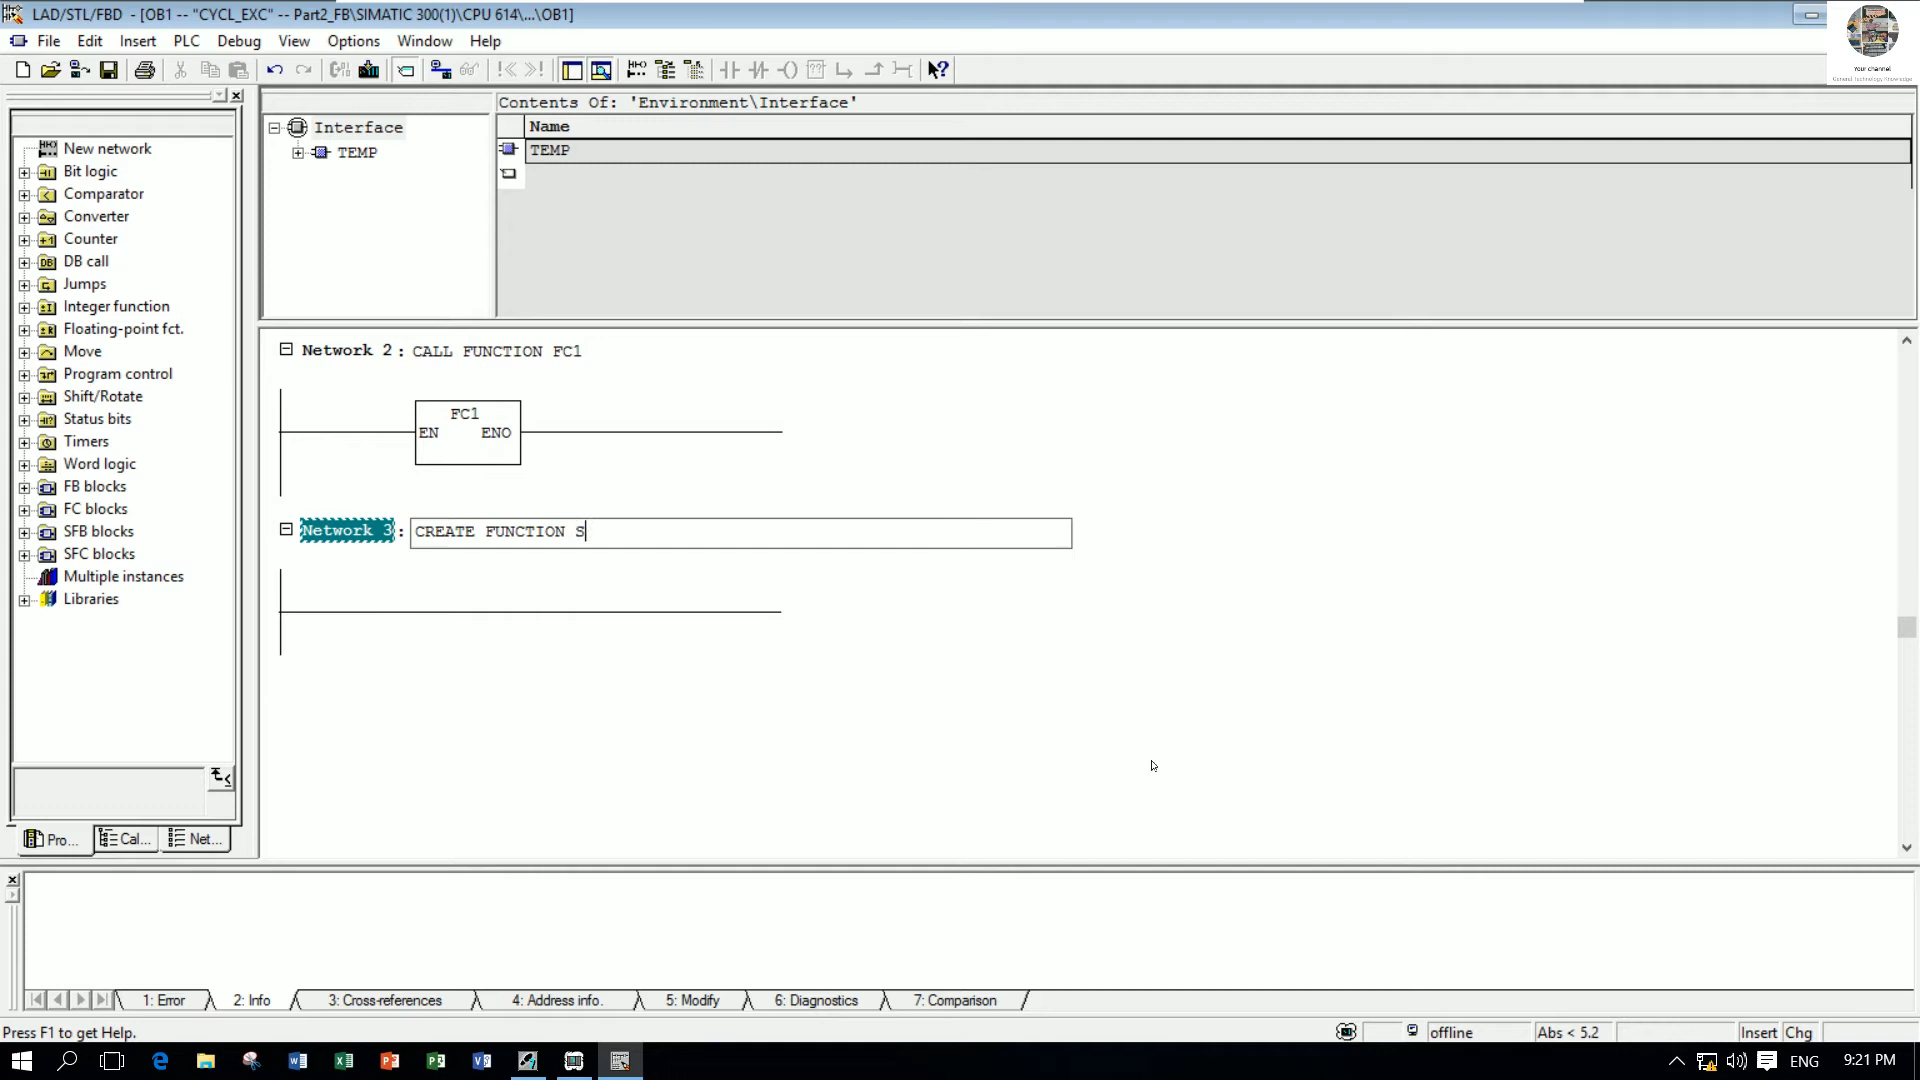 LAD/STL/FBD - [OB1 -- "CYCL_EXC" -- Part2_FB\SIMATIC 300(1)\CPU 614\...\OB1]
File Edit Insert PLC Debug View Options Window Help
Your channel
General Technology Knowledge
Contents Of: 'Environment\Interface'
Interface
TEMP
Name
TEMP
New network
Bit logic
Comparator
Converter
Counter
DB call
Jumps
Integer function
Floating-point fct.
Move
Program control
Shift/Rotate
Status bits
Timers
Word logic
FB blocks
FC blocks
SFB blocks
SFC blocks
Multiple instances
Libraries
Pro... Cal... Net...
Network 2 : CALL FUNCTION FC1
FC1
EN ENO
Network 3 : CREATE FUNCTION S
1: Error 2: Info 3: Cross-references 4: Address info. 5: Modify 6: Diagnostics 7: Comparison
Press F1 to get Help.
offline Abs < 5.2 Insert Chg
ENG 9:21 PM